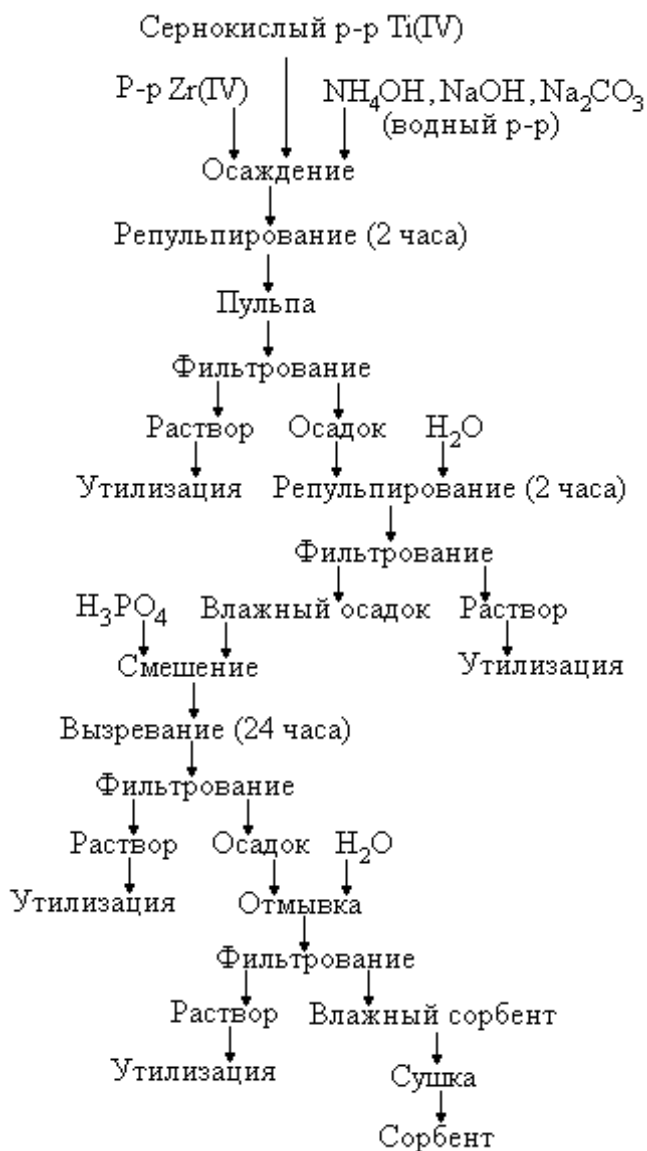 Сернокислый р-р Ti(IV)
Р-р Zr(IV) NH₄OH, NaOH, Na₂CO₃
(водный р-р)
Осаждение
Репульпирование (2 часа)
Пульпа
Фильтрование
Раствор Осадок H₂O
Утилизация Репульпирование (2 часа)
Фильтрование
H₃PO₄ Влажный осадок Раствор
Смешение Утилизация
Вызревание (24 часа)
Фильтрование
Раствор Осадок H₂O
Утилизация Отмывка
Фильтрование
Раствор Влажный сорбент
Утилизация Сушка
Сорбент